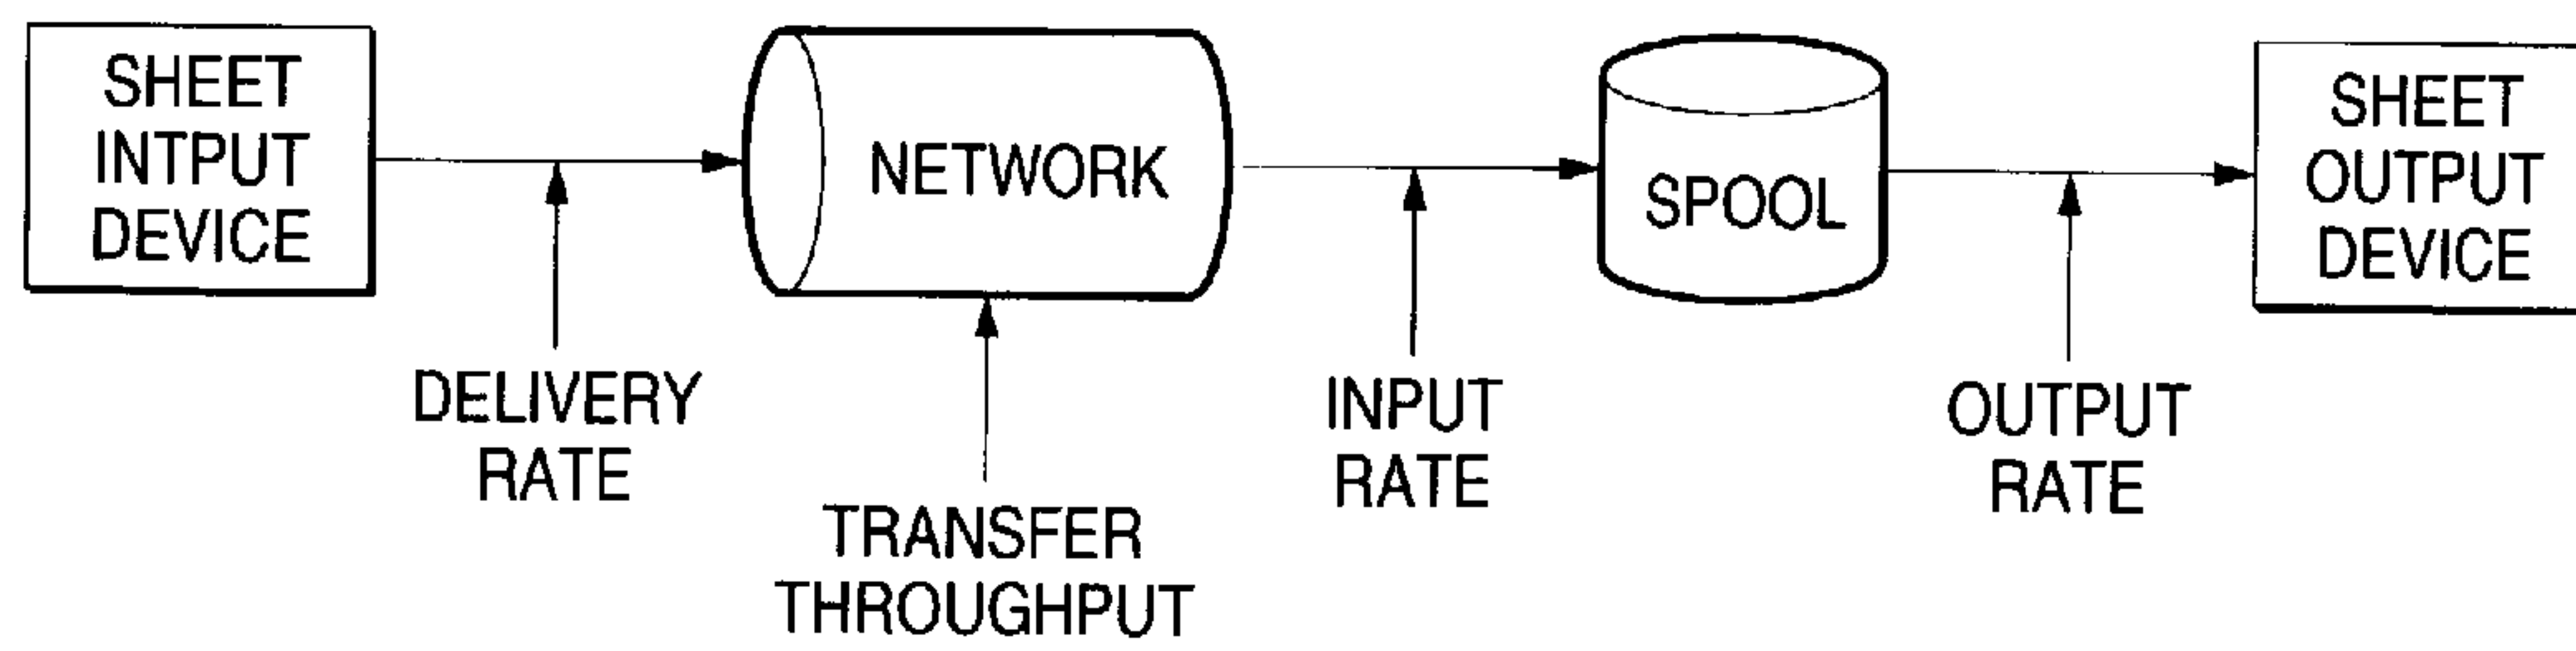 SHEET
INTPUT
DEVICE
NETWORK
SPOOL
SHEET
OUTPUT
DEVICE
DELIVERY
RATE
TRANSFER
THROUGHPUT
INPUT
RATE
OUTPUT
RATE